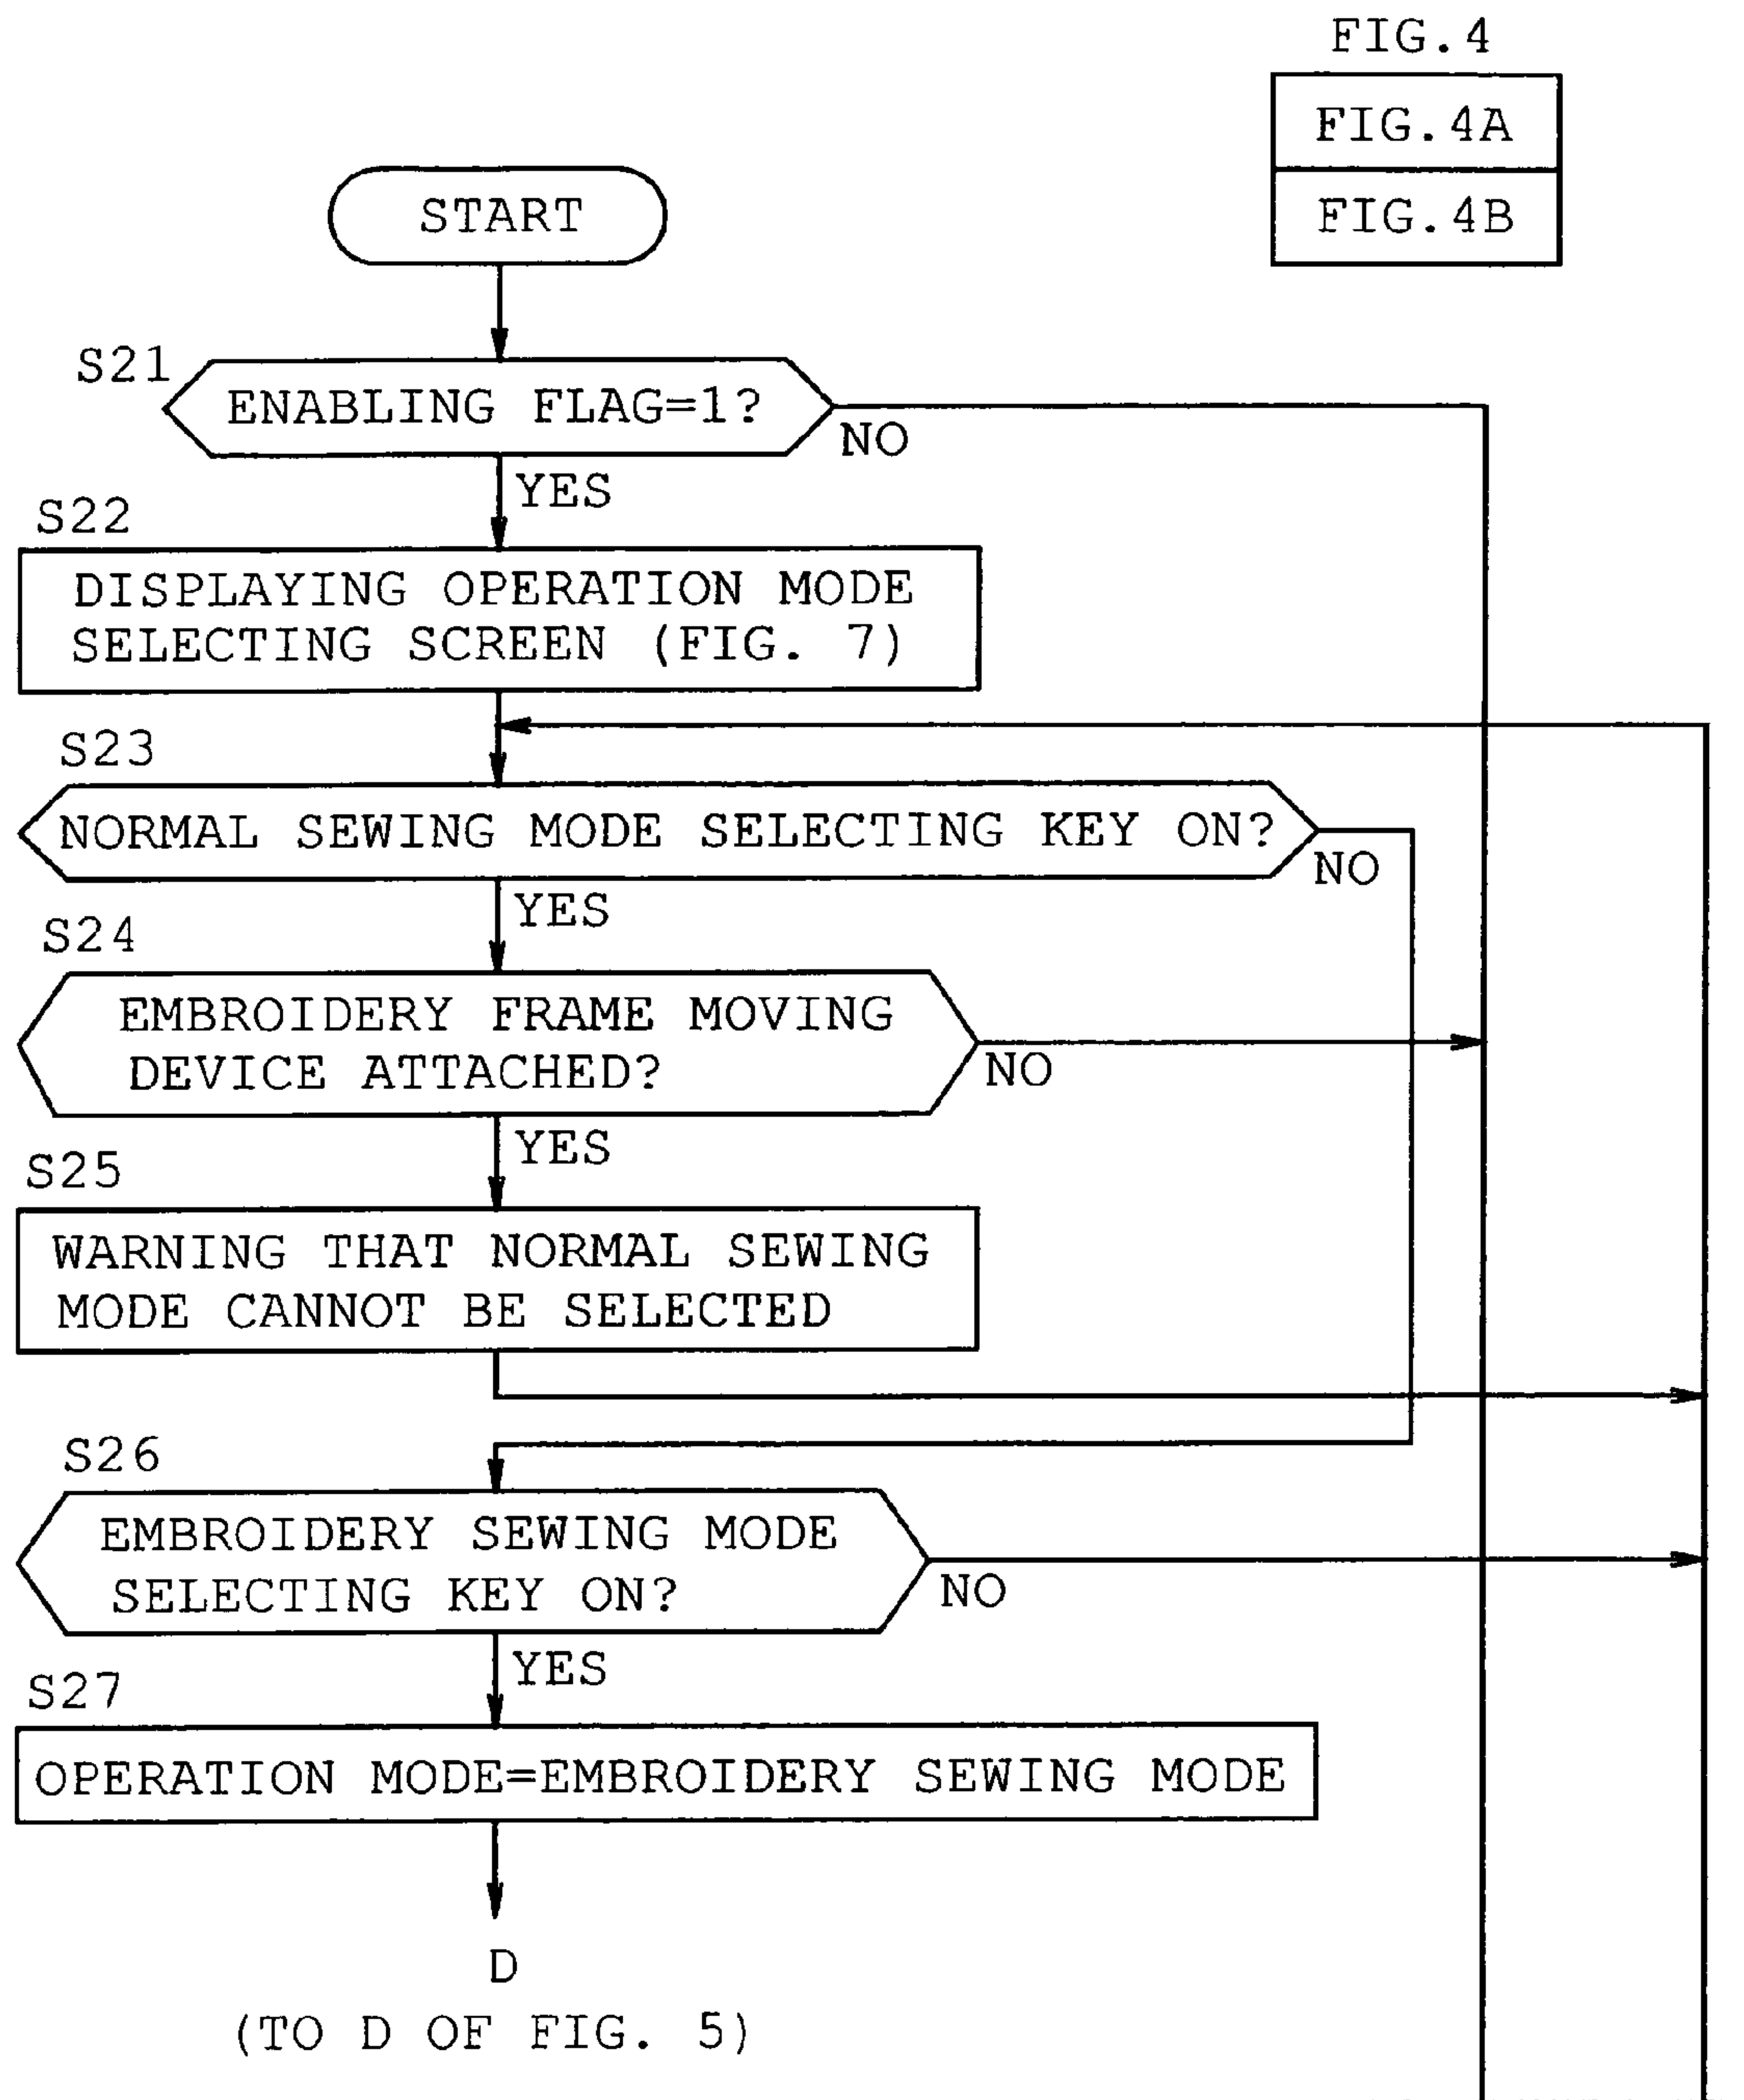 FIG.4
FIG.4A
FIG.4B
START
S21
ENABLING FLAG=1?
NO
YES
S22
DISPLAYING OPERATION MODE
SELECTING SCREEN (FIG. 7)
S23
NORMAL SEWING MODE SELECTING KEY ON?
NO
YES
S24
EMBROIDERY FRAME MOVING
DEVICE ATTACHED?
NO
YES
S25
WARNING THAT NORMAL SEWING
MODE CANNOT BE SELECTED
S26
EMBROIDERY SEWING MODE
SELECTING KEY ON?
NO
YES
S27
OPERATION MODE=EMBROIDERY SEWING MODE
D
(TO D OF FIG. 5)